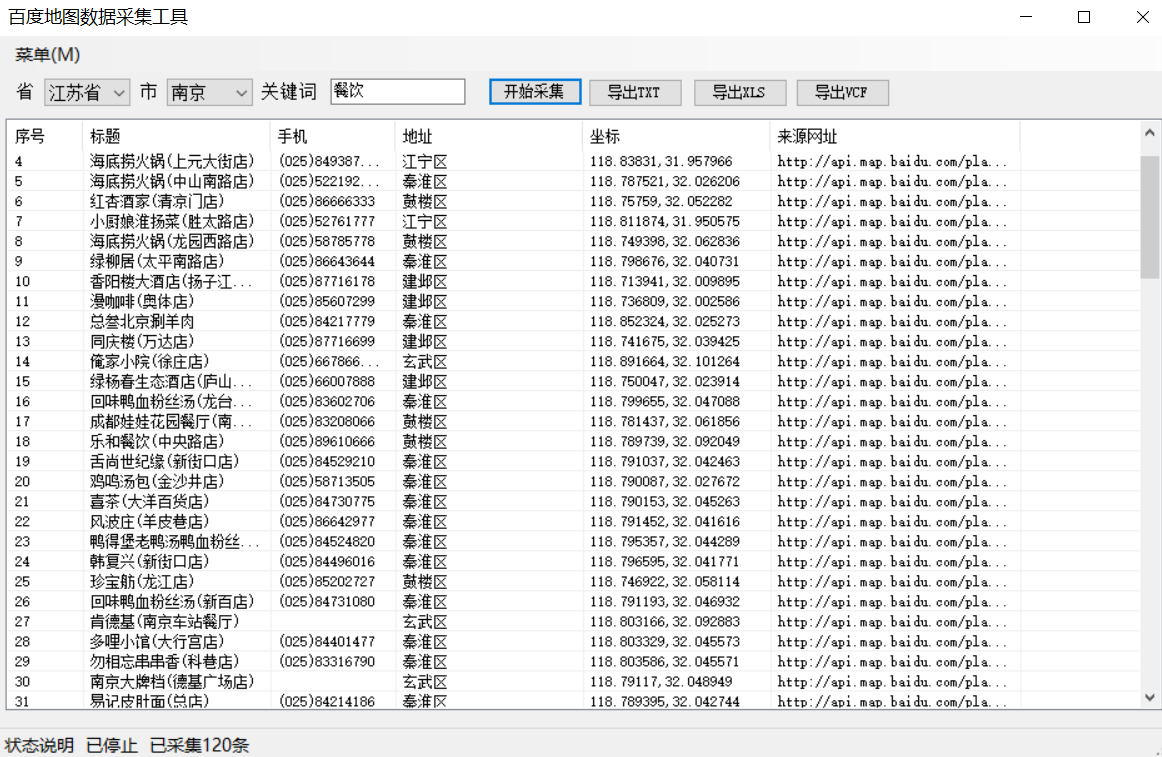 百度地图数据采集工具
菜单(M)
省 江苏省 市 南京 关键词 餐饮 开始采集 导出TXT 导出XLS 导出VCF
序号 标题 手机 地址 坐标 来源网址
4 海底捞火锅(上元大街店) (025)849387... 江宁区 118.83831,31.957966 http://api.map.baidu.com/pla...
5 海底捞火锅(中山南路店) (025)522192... 秦淮区 118.787521,32.026206 http://api.map.baidu.com/pla...
6 红杏酒家(清凉门店) (025)86666333 鼓楼区 118.75759,32.052282 http://api.map.baidu.com/pla...
7 小厨娘淮扬菜(胜太路店) (025)52761777 江宁区 118.811874,31.950575 http://api.map.baidu.com/pla...
8 海底捞火锅(龙园西路店) (025)58785778 鼓楼区 118.749398,32.062836 http://api.map.baidu.com/pla...
9 绿柳居(太平南路店) (025)86643644 秦淮区 118.798676,32.040731 http://api.map.baidu.com/pla...
10 香阳楼大酒店(扬子江... (025)87716178 建邺区 118.713941,32.009895 http://api.map.baidu.com/pla...
11 漫咖啡(奥体店) (025)85607299 建邺区 118.736809,32.002586 http://api.map.baidu.com/pla...
12 总叁北京涮羊肉 (025)84217779 秦淮区 118.852324,32.025273 http://api.map.baidu.com/pla...
13 同庆楼(万达店) (025)87716699 建邺区 118.741675,32.039425 http://api.map.baidu.com/pla...
14 俺家小院(徐庄店) (025)667866... 玄武区 118.891664,32.101264 http://api.map.baidu.com/pla...
15 绿杨春生态酒店(庐山... (025)66007888 建邺区 118.750047,32.023914 http://api.map.baidu.com/pla...
16 回味鸭血粉丝汤(龙台... (025)83602706 秦淮区 118.799655,32.047088 http://api.map.baidu.com/pla...
17 成都娃娃花园餐厅(南... (025)83208066 鼓楼区 118.781437,32.061856 http://api.map.baidu.com/pla...
18 乐和餐饮(中央路店) (025)89610666 鼓楼区 118.789739,32.092049 http://api.map.baidu.com/pla...
19 舌尚世纪缘(新街口店) (025)84529210 秦淮区 118.791037,32.042463 http://api.map.baidu.com/pla...
20 鸡鸣汤包(金沙井店) (025)58713505 秦淮区 118.790087,32.027672 http://api.map.baidu.com/pla...
21 喜茶(大洋百货店) (025)84730775 秦淮区 118.790153,32.045263 http://api.map.baidu.com/pla...
22 风波庄(羊皮巷店) (025)86642977 秦淮区 118.791452,32.041616 http://api.map.baidu.com/pla...
23 鸭得堡老鸭汤鸭血粉丝... (025)84524820 秦淮区 118.795357,32.044289 http://api.map.baidu.com/pla...
24 韩复兴(新街口店) (025)84496016 秦淮区 118.796595,32.041771 http://api.map.baidu.com/pla...
25 珍宝舫(龙江店) (025)85202727 鼓楼区 118.746922,32.058114 http://api.map.baidu.com/pla...
26 回味鸭血粉丝汤(新百店) (025)84731080 秦淮区 118.791193,32.046932 http://api.map.baidu.com/pla...
27 肯德基(南京车站餐厅) 玄武区 118.803166,32.092883 http://api.map.baidu.com/pla...
28 多哩小馆(大行宫店) (025)84401477 秦淮区 118.803329,32.045573 http://api.map.baidu.com/pla...
29 勿相忘串串香(科巷店) (025)83316790 秦淮区 118.803586,32.045571 http://api.map.baidu.com/pla...
30 南京大牌档(德基广场店) 玄武区 118.79117,32.048949 http://api.map.baidu.com/pla...
31 易记皮肚面(总店) (025)84214186 秦淮区 118.789395,32.042744 http://api.map.baidu.com/pla...
状态说明 已停止 已采集120条